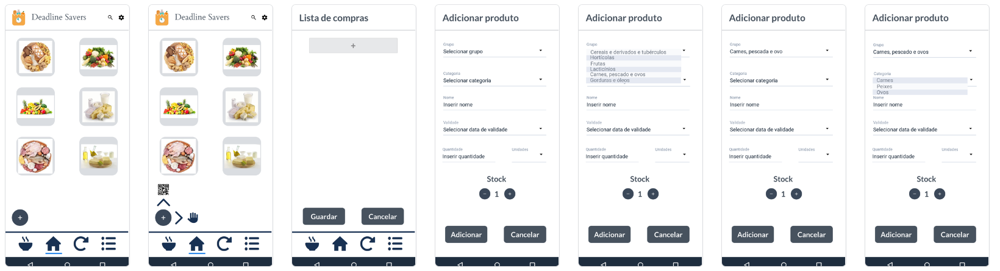 Deadline Savers
+
Deadline Savers
+
Lista de compras
+
Guardar
Cancelar
Adicionar produto
Grupo
Selecionar grupo
Categoria
Selecionar categoria
Nome
Inserir nome
Validade
Selecionar data de validade
Quantidade Unidades
Inserir quantidade
Stock
− 1 +
Adicionar
Cancelar
Adicionar produto
Grupo
Cereais e derivados e tubérculos
Hortícolas
Frutas
Lacticínios
Carnes, pescado e ovos
Gorduras e óleos
Nome
Inserir nome
Validade
Selecionar data de validade
Quantidade Unidades
Inserir quantidade
Stock
− 1 +
Adicionar
Cancelar
Adicionar produto
Grupo
Carnes, pescada e ovo
Categoria
Selecionar categoria
Nome
Inserir nome
Validade
Selecionar data de validade
Quantidade Unidades
Inserir quantidade
Stock
− 1 +
Adicionar
Cancelar
Adicionar produto
Grupo
Carnes, pescado e ovos
Categoria
Carnes
Peixes
Ovos
Nome
Inserir nome
Validade
Selecionar data de validade
Quantidade Unidades
Inserir quantidade
Stock
− 1 +
Adicionar
Cancelar